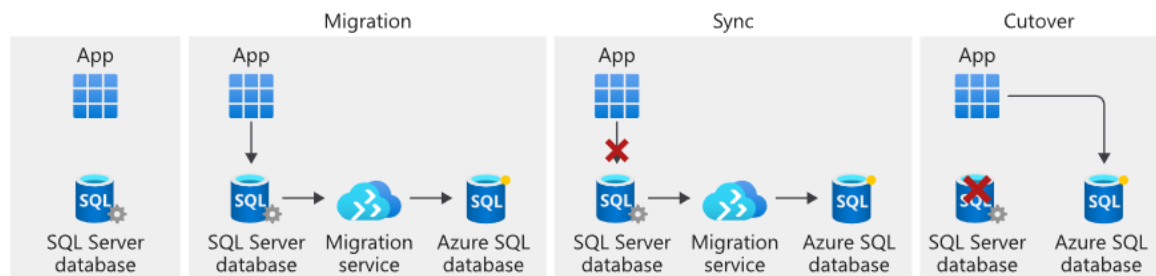 Migration
Sync
Cutover
App
App
App
App
SQL
SQL
SQL
SQL
SQL
SQL
SQL
SQL Server
database
SQL Server
database
Migration
service
Azure SQL
database
SQL Server
database
Migration
service
Azure SQL
database
SQL Server
database
Azure SQL
database